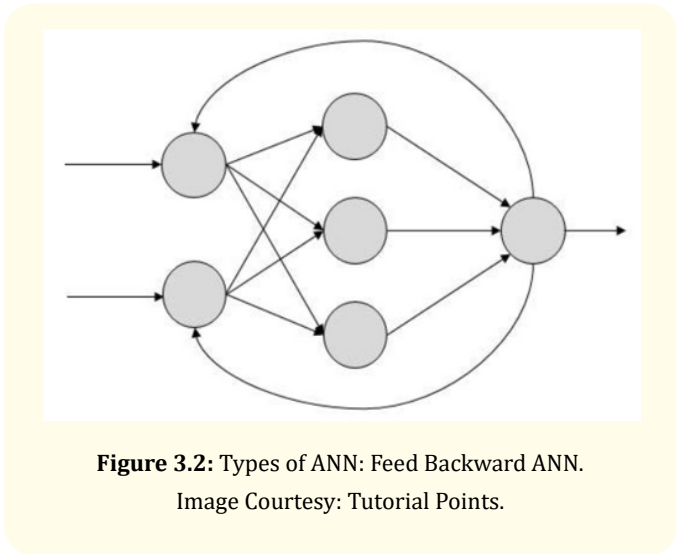 Figure 3.2: Types of ANN: Feed Backward ANN.
Image Courtesy: Tutorial Points.